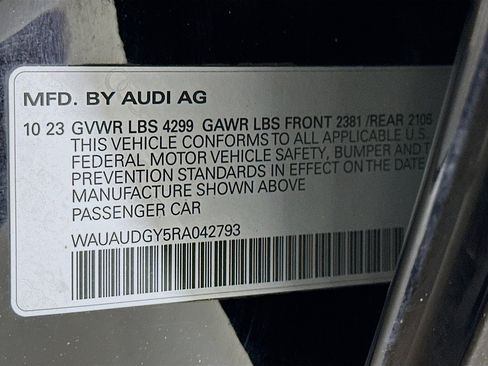 MFD. BY AUDI AG
10 23 GVWR LBS 4299 GAWR LBS FRONT 2381 /REAR 2106
THIS VEHICLE CONFORMS TO ALL APPLICABLE U.S.
FEDERAL MOTOR VEHICLE SAFETY, BUMPER AND
PREVENTION STANDARDS IN EFFECT ON THE DATE
MANUFACTURE SHOWN ABOVE
PASSENGER CAR
WAUAUDGY5RA042793